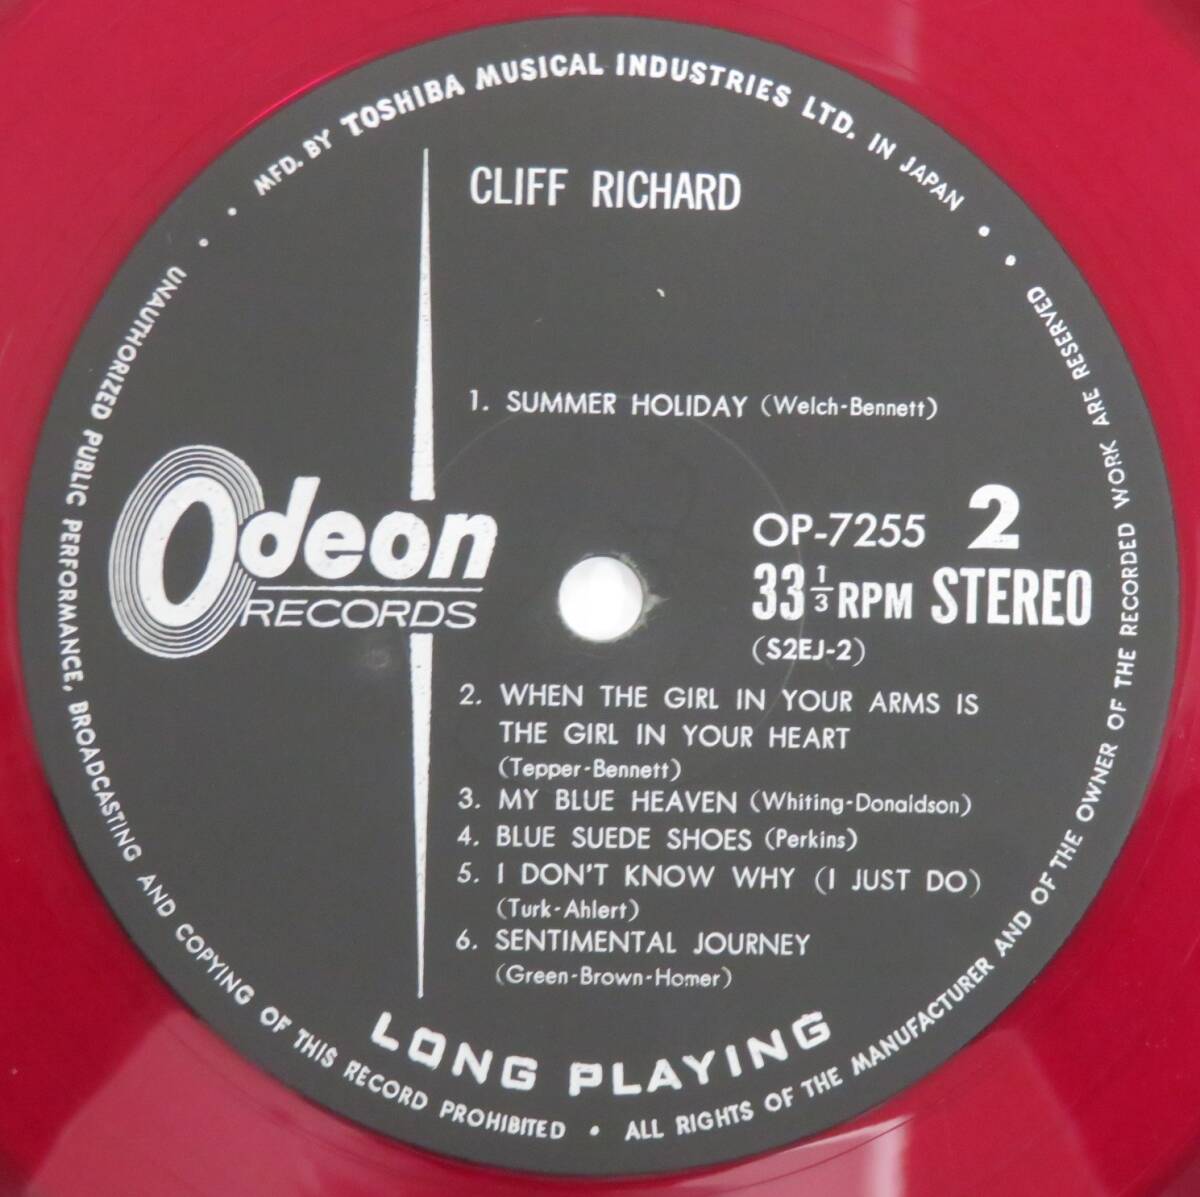 MFD. BY TOSHIBA MUSICAL INDUSTRIES LTD. IN JAPAN
CLIFF RICHARD
1. SUMMER HOLIDAY (Welch-Bennett)
Odeon
RECORDS
OP-7255 2
33 1/3 RPM STEREO
(S2EJ-2)
2. WHEN THE GIRL IN YOUR ARMS IS
THE GIRL IN YOUR HEART
(Tepper-Bennett)
3. MY BLUE HEAVEN (Whiting-Donaldson)
4. BLUE SUEDE SHOES (Perkins)
5. I DON'T KNOW WHY (I JUST DO)
(Turk-Ahlert)
6. SENTIMENTAL JOURNEY
(Green-Brown-Homer)
LONG PLAYING
UNAUTHORIZED PUBLIC PERFORMANCE, BROADCASTING AND COPYING OF THIS RECORD PROHIBITED • ALL RIGHTS OF THE MANUFACTURER AND OF THE OWNER OF THE RECORDED WORK ARE RESERVED